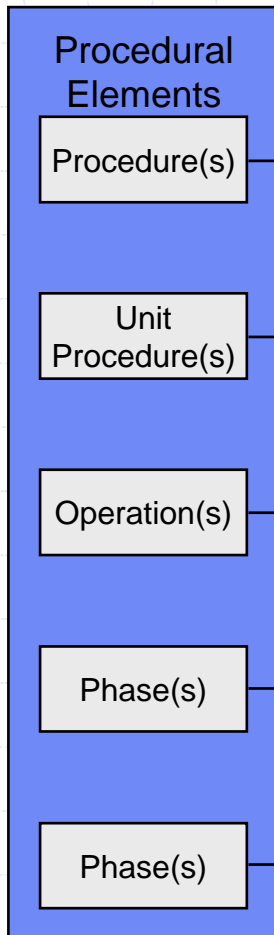 Procedural
Elements
Procedure(s)
Unit
Procedure(s)
Operation(s)
Phase(s)
Phase(s)